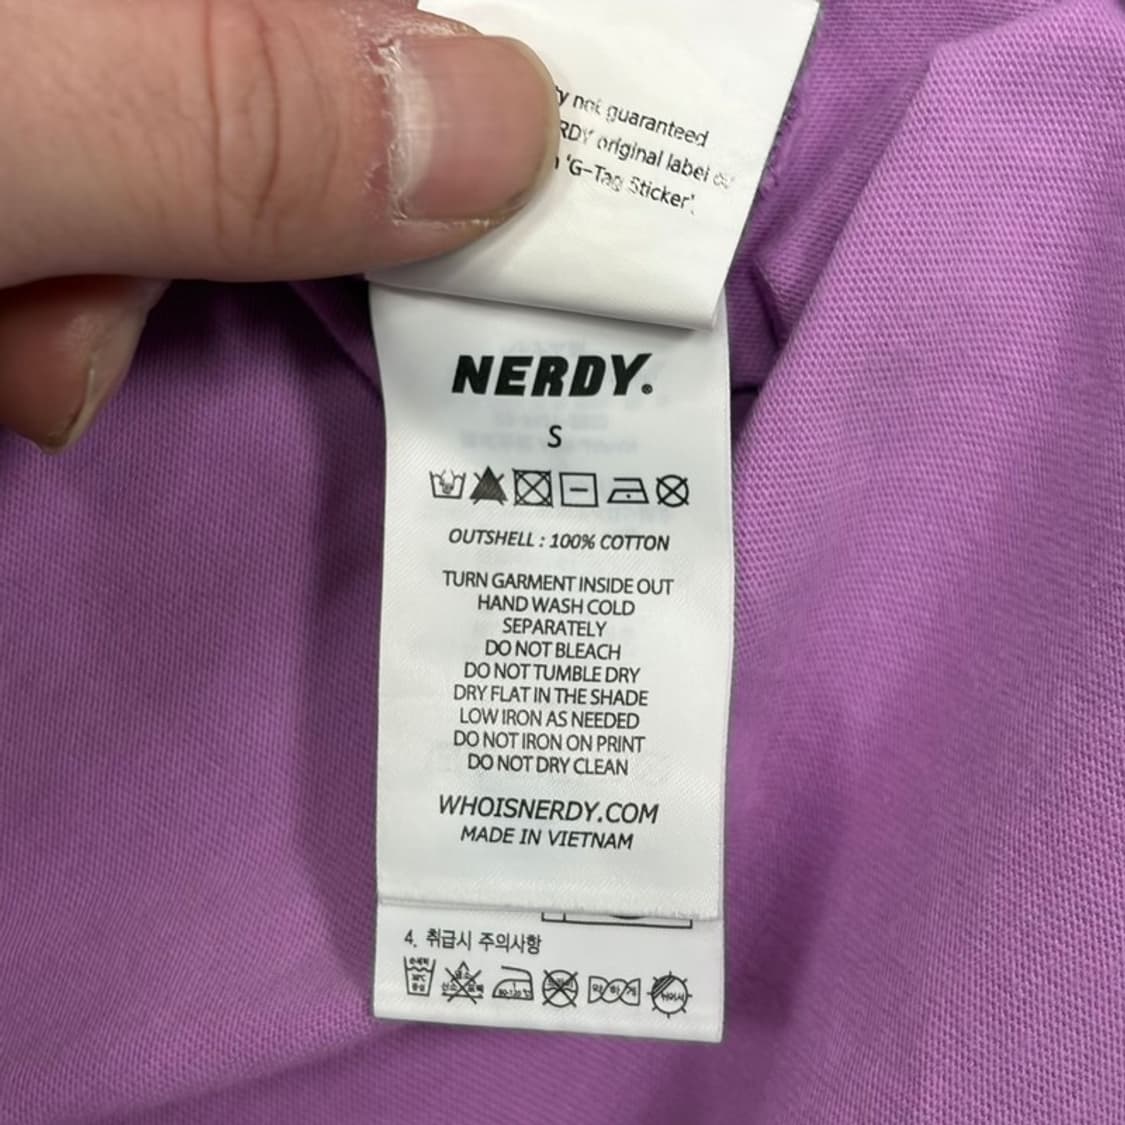 y not guaranteed
RDY original label
'G-Tag Sticker'.
NERDY.
S
OUTSHELL : 100% COTTON
TURN GARMENT INSIDE OUT
HAND WASH COLD
SEPARATELY
DO NOT BLEACH
DO NOT TUMBLE DRY
DRY FLAT IN THE SHADE
LOW IRON AS NEEDED
DO NOT IRON ON PRINT
DO NOT DRY CLEAN
WHOISNERDY.COM
MADE IN VIETNAM
4. 취급시 주의사항
약하게